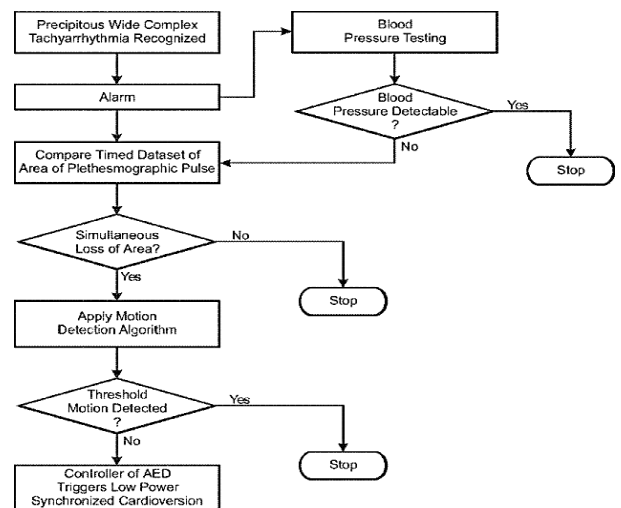 Precipitous Wide Complex
Tachyarrhythmia Recognized
Blood
Pressure Testing
Alarm
Blood
Pressure Detectable
?
Yes
No
Stop
Compare Timed Dataset of
Area of Plethesmographic Pulse
Simultaneous
Loss of Area?
No
Yes
Stop
Apply Motion
Detection Algorithm
Threshold
Motion Detected
?
Yes
No
Stop
Controller of AED
Triggers Low Power
Synchronized Cardioversion